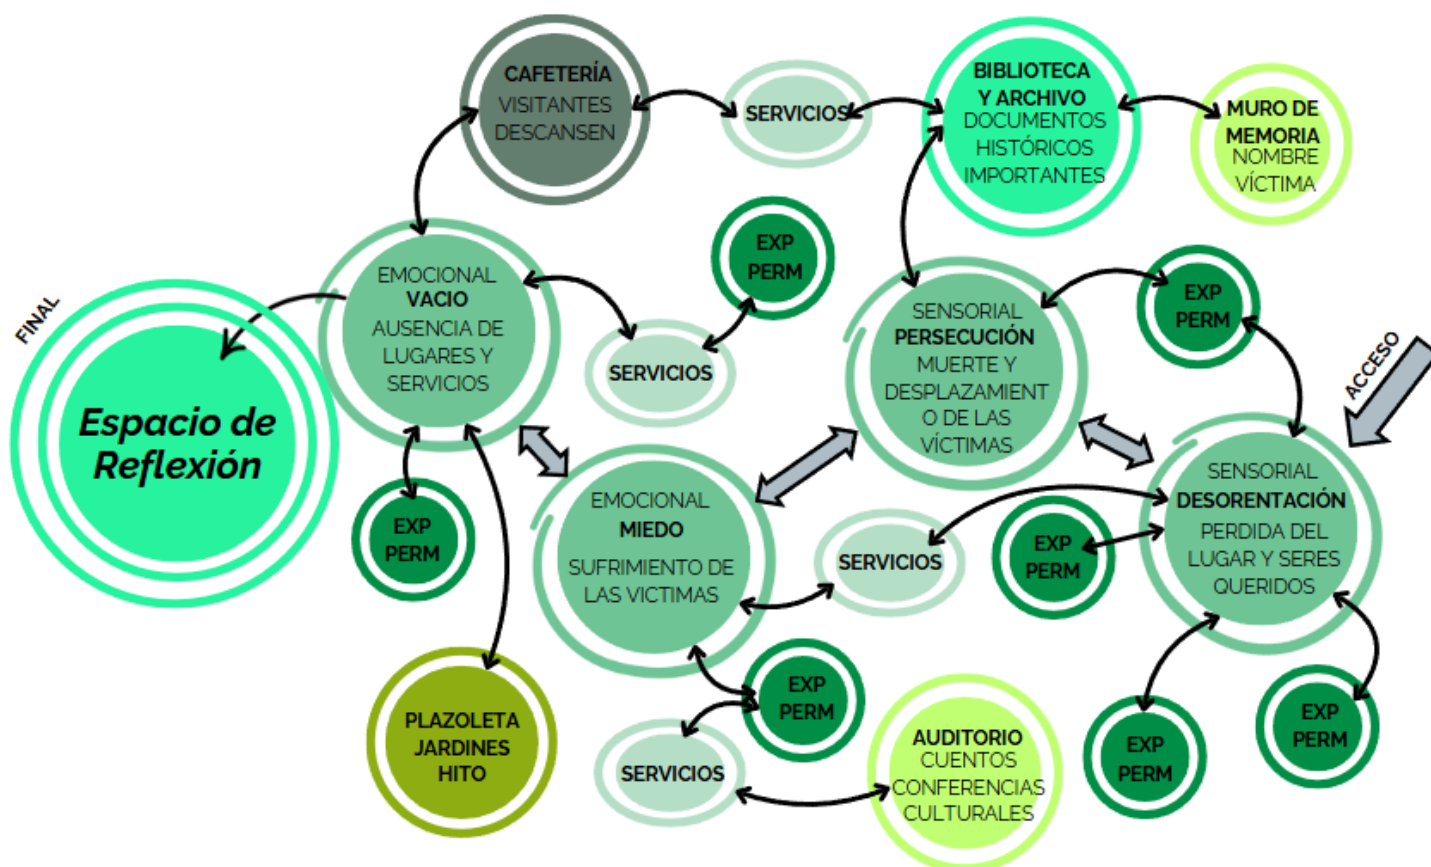 CAFETERÍA
VISITANTES
DESCANSEN
SERVICIOS
BIBLIOTECA
Y ARCHIVO
DOCUMENTOS
HISTÓRICOS
IMPORTANTES
MURO DE
MEMORIA
NOMBRE
VÍCTIMA
EXP
PERM
EMOCIONAL
VACIO
AUSENCIA DE
LUGARES Y
SERVICIOS
FINAL
Espacio de
Reflexión
SERVICIOS
SENSORIAL
PERSECUCIÓN
MUERTE Y
DESPLAZAMIENT
O DE LAS
VÍCTIMAS
EXP
PERM
ACCESO
SENSORIAL
DESORENTACIÓN
PERDIDA DEL
LUGAR Y SERES
QUERIDOS
EMOCIONAL
MIEDO
SUFRIMIENTO DE
LAS VICTIMAS
EXP
PERM
SERVICIOS
EXP
PERM
PLAZOLETA
JARDINES
HITO
EXP
PERM
SERVICIOS
AUDITORIO
CUENTOS
CONFERENCIAS
CULTURALES
EXP
PERM
EXP
PERM